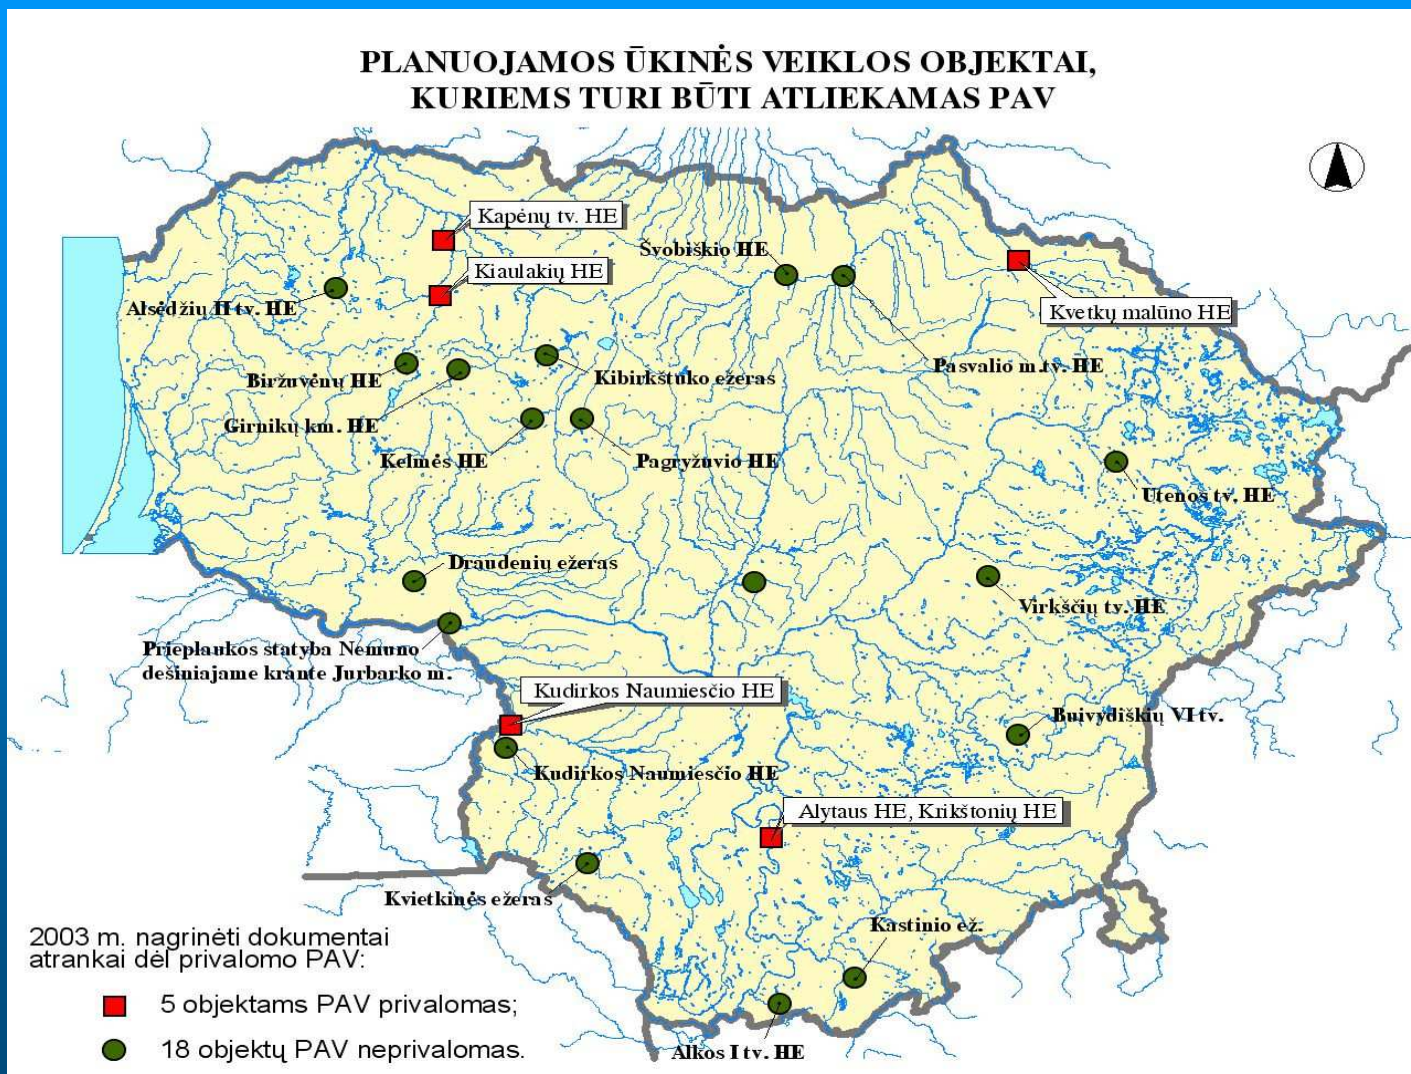 PLANUOJAMOS ŪKINĖS VEIKLOS OBJEKTAI,
KURIEMS TURI BŪTI ATLIEKAMAS PAV
Kapėnų tv. HE
Švobiškio HE
Kiaulakių HE
Alsėdžiu II tv. HE
Kvetkų malūno HE
Pasvalio m.tv. HE
Biržuvėnų HE
Kibirkštuko ežeras
Girnikų km. HE
Kelmės HE
Pagryžuvio HE
Utenos tv. HE
Draudenių ežeras
Virkščių tv. HE
Prieplaukos statyba Nemuno
dešiniajame krante Jurbarko m.
Kudirkos Naumiesčio HE
Buivydiškių VI tv.
Kudirkos Naumiesčio HE
Alytaus HE, Krikštonių HE
Kvietkinės ežeras
Kastinio ež.
2003 m. nagrinėti dokumentai
atrankai dėl privalomo PAV:
5 objektams PAV privalomas;
18 objektų PAV neprivalomas.
Alkos I tv. HE